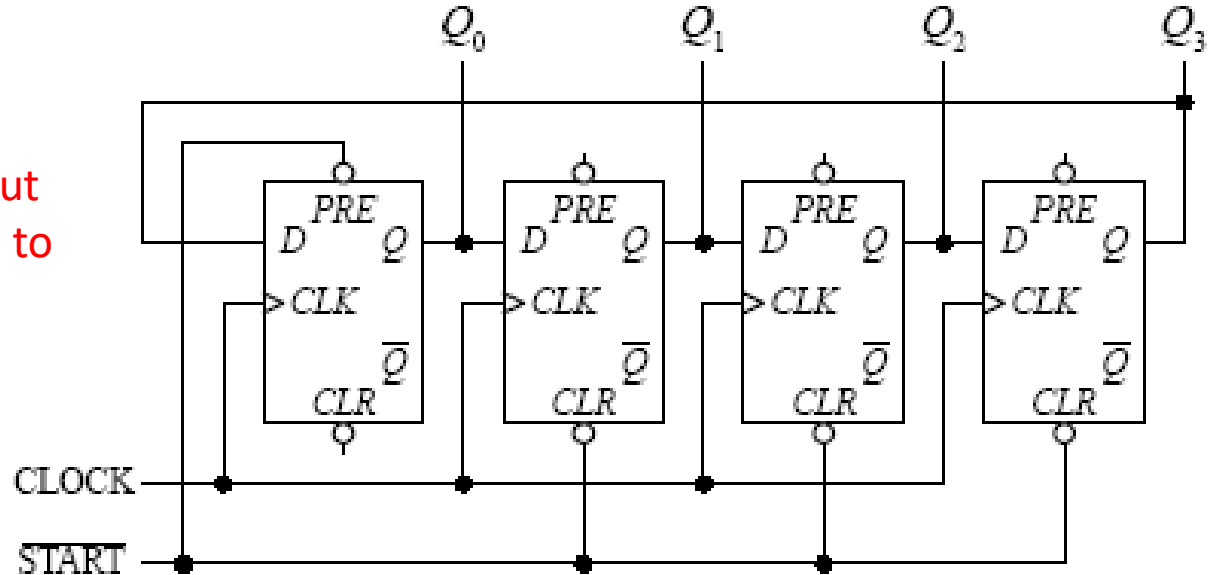 Q₀ Q₁ Q₂ Q₃
ut
to
PRE PRE PRE PRE
D Q D Q D Q D Q
CLK CLK CLK CLK
Q̅ Q̅ Q̅ Q̅
CLR CLR CLR CLR
CLOCK
S̅T̅A̅R̅T̅